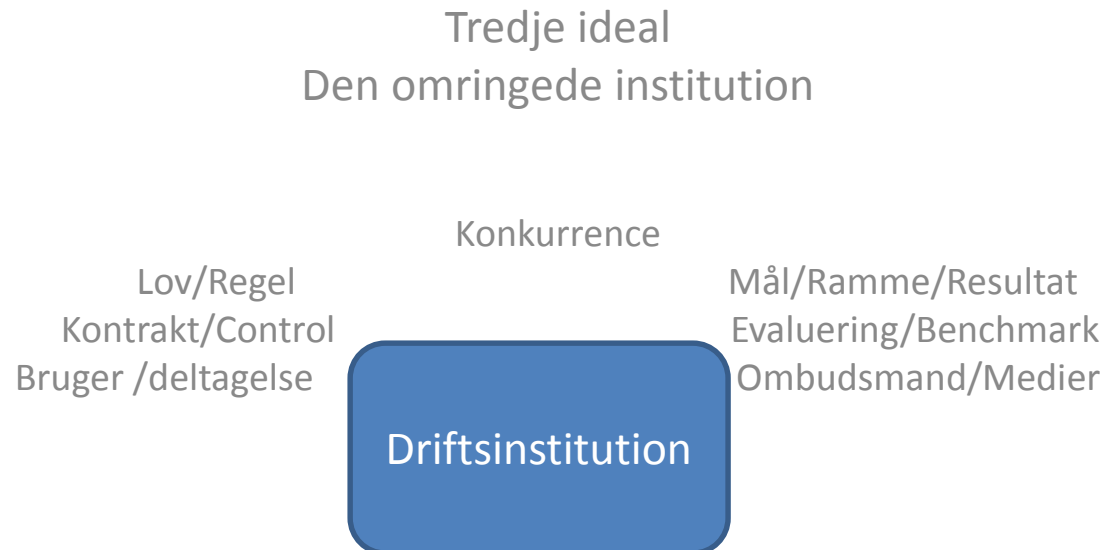 Tredje ideal
Den omringede institution
Konkurrence
Lov/Regel
Kontrakt/Control
Bruger /deltagelse
Mål/Ramme/Resultat
Evaluering/Benchmark
Ombudsmand/Medier
Driftsinstitution